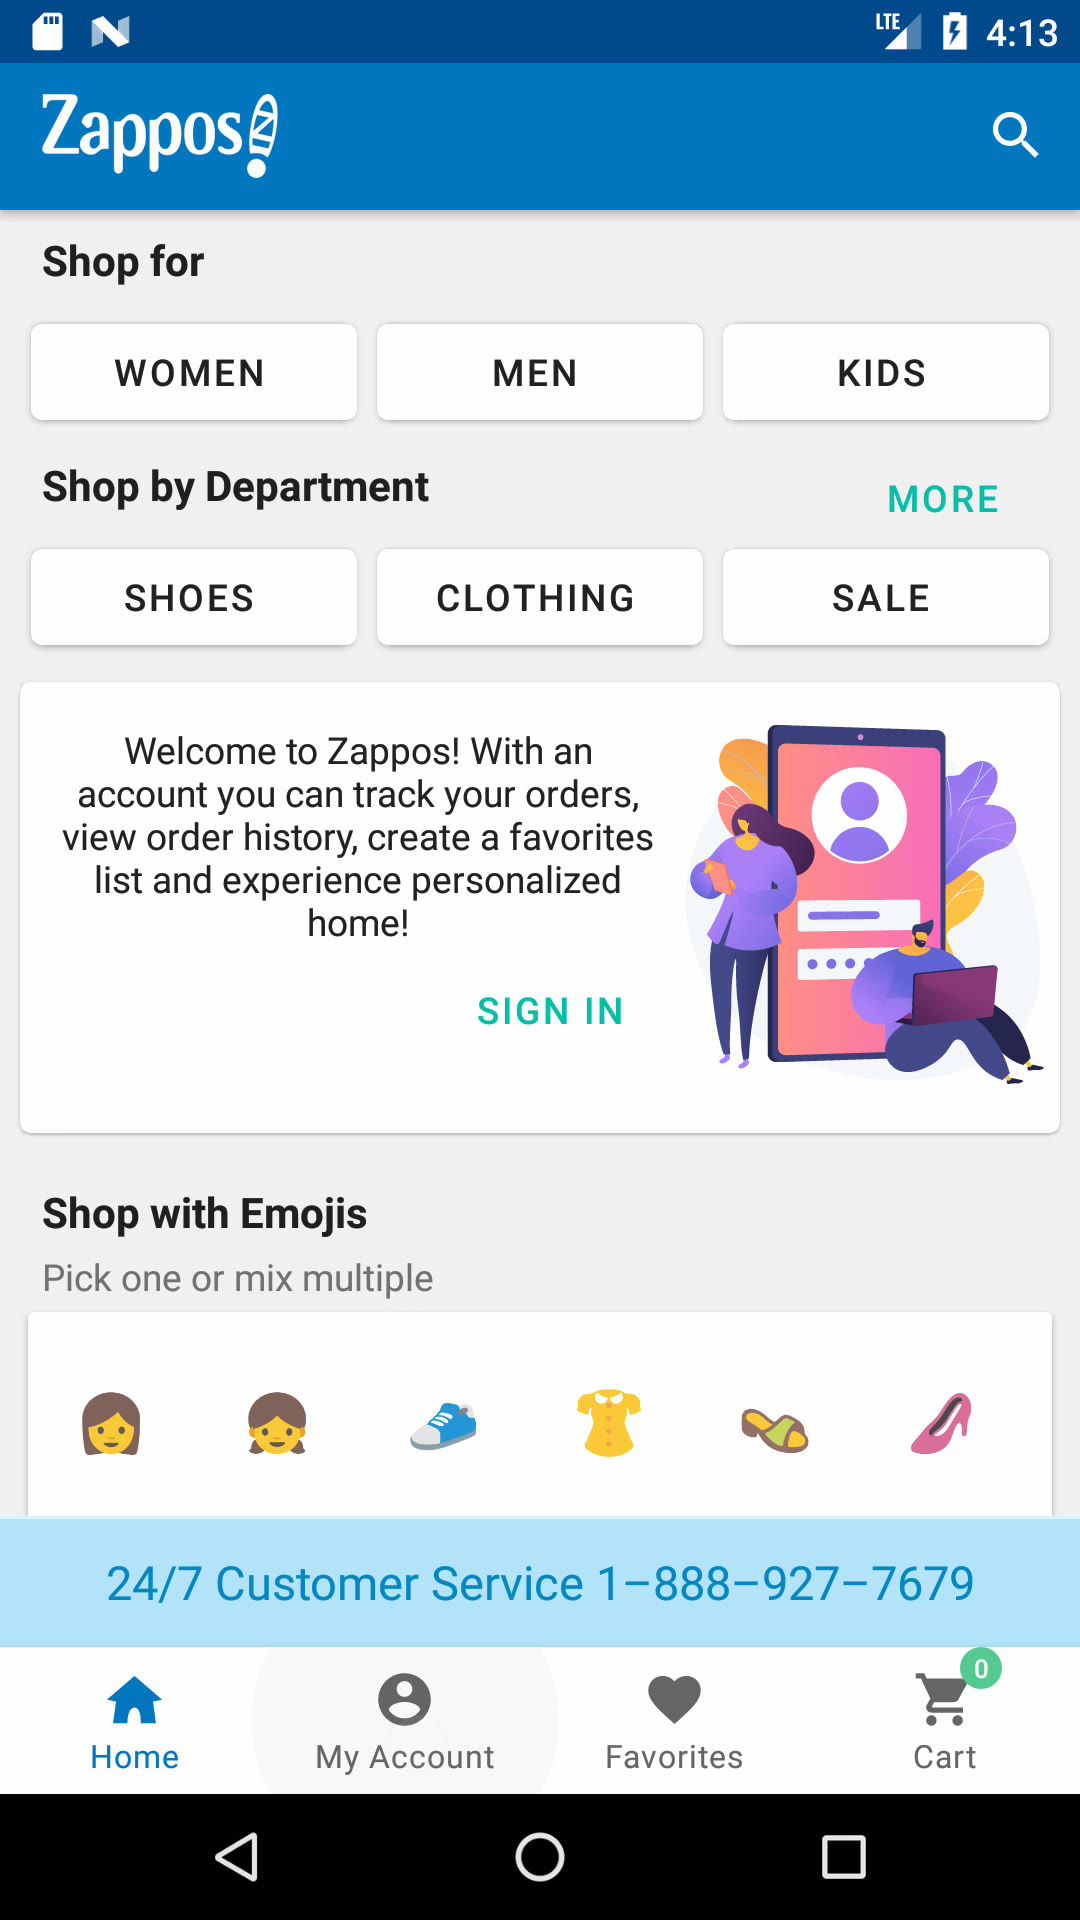 LTE 4:13
Zappos
Shop for
WOMEN MEN KIDS
Shop by Department MORE
SHOES CLOTHING SALE
Welcome to Zappos! With an
account you can track your orders,
view order history, create a favorites
list and experience personalized
home!
SIGN IN
Shop with Emojis
Pick one or mix multiple
24/7 Customer Service 1–888–927–7679
0
Home My Account Favorites Cart